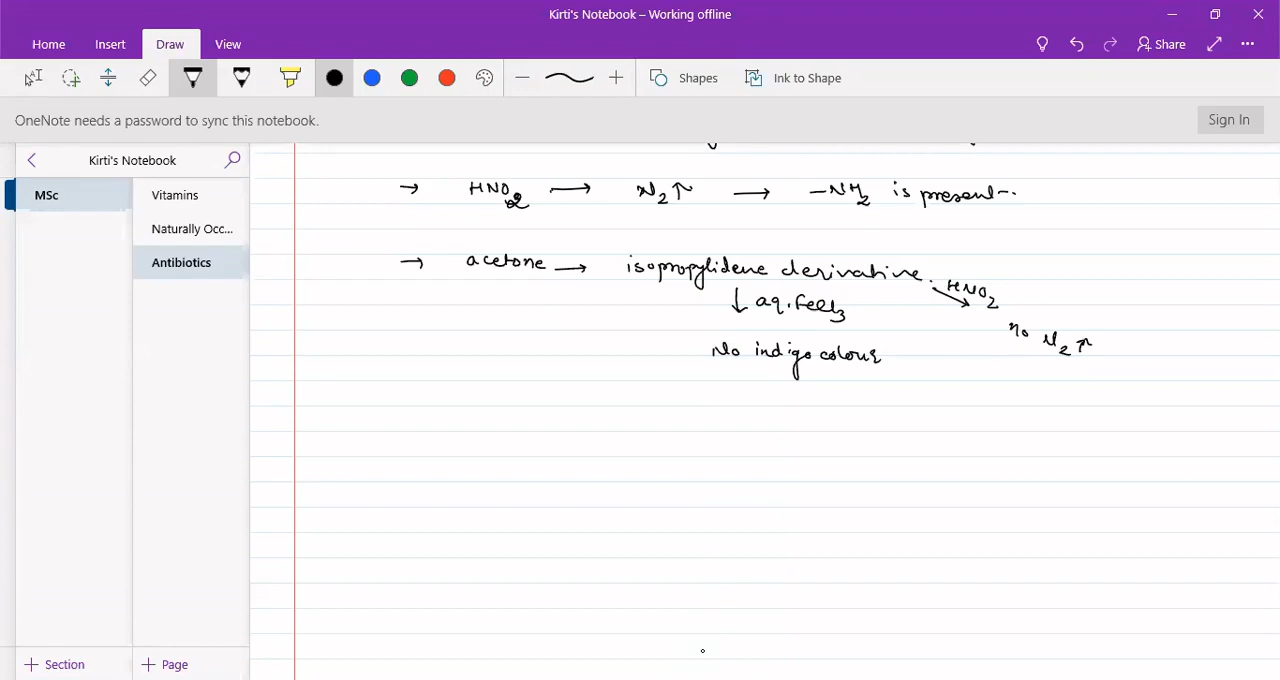 Kirti's Notebook – Working offline
Home Insert Draw View
Share
Shapes Ink to Shape
OneNote needs a password to sync this notebook.
Sign In
Kirti's Notebook
MSc
Vitamins
Naturally Occ...
Antibiotics
→ HNO2 → N2↑ → -NH2 is present.
→ acetone → isopropylidene derivative.
HNO2
↓ aq. FeCl3
no N2↑
No indigo colour
+ Section
+ Page